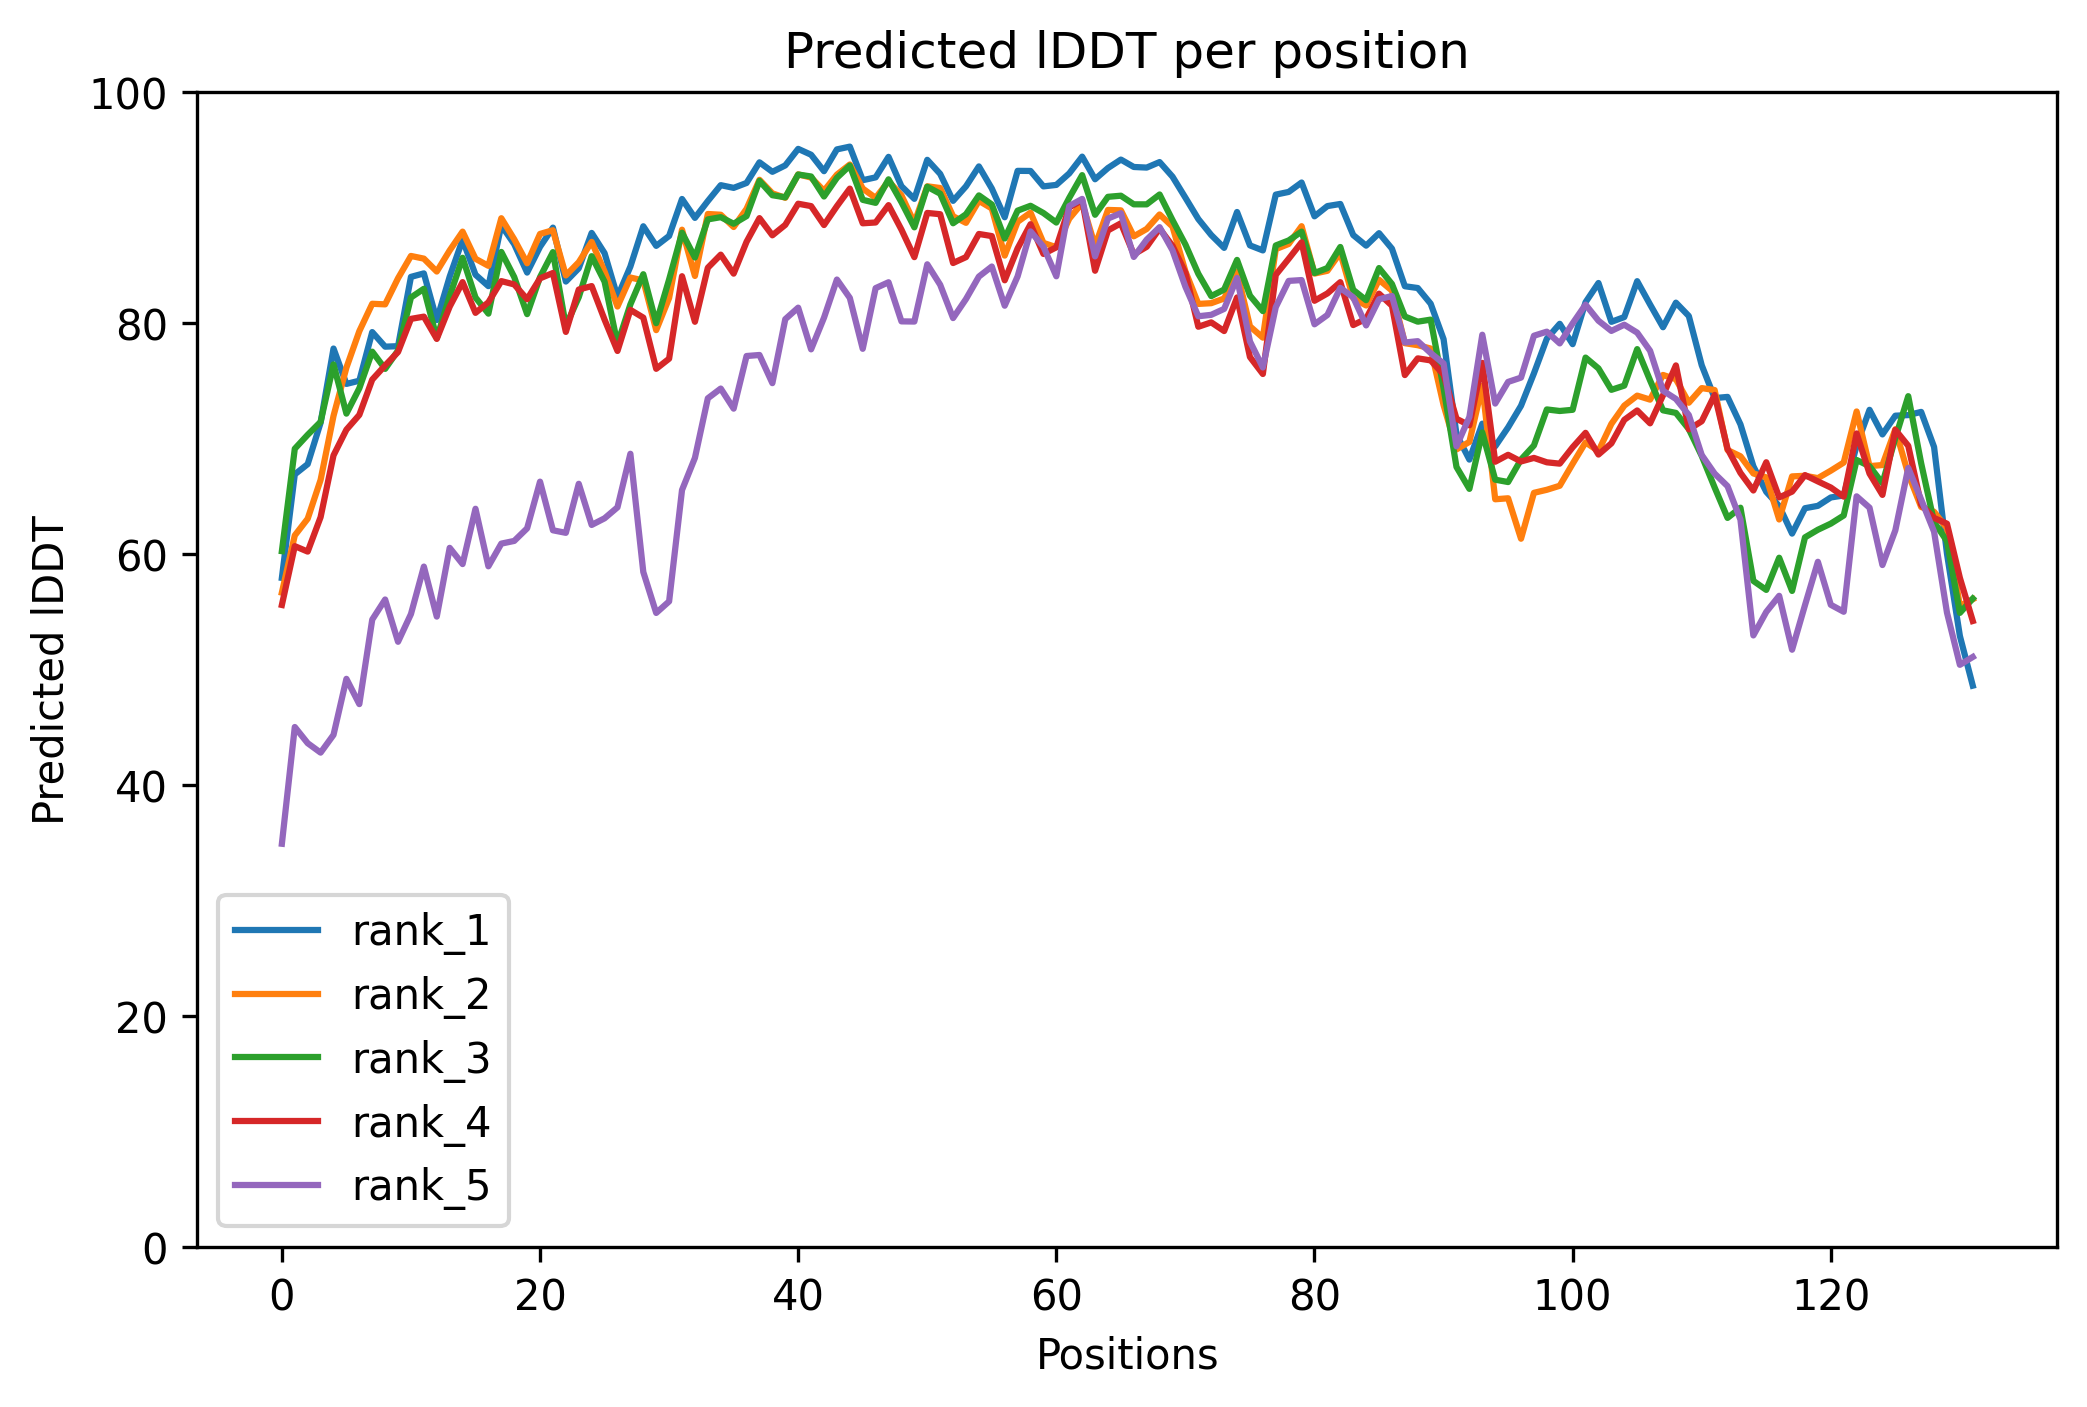 Predicted lDDT per position
100
80
60
40
20
0
Predicted lDDT
rank_1
rank_2
rank_3
rank_4
rank_5
0 20 40 60 80 100 120
Positions